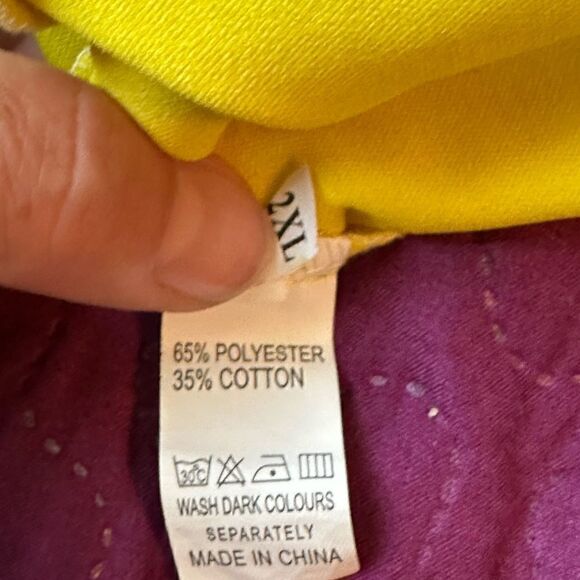 2XL
65% POLYESTER
35% COTTON
30°C
WASH DARK COLOURS
SEPARATELY
MADE IN CHINA